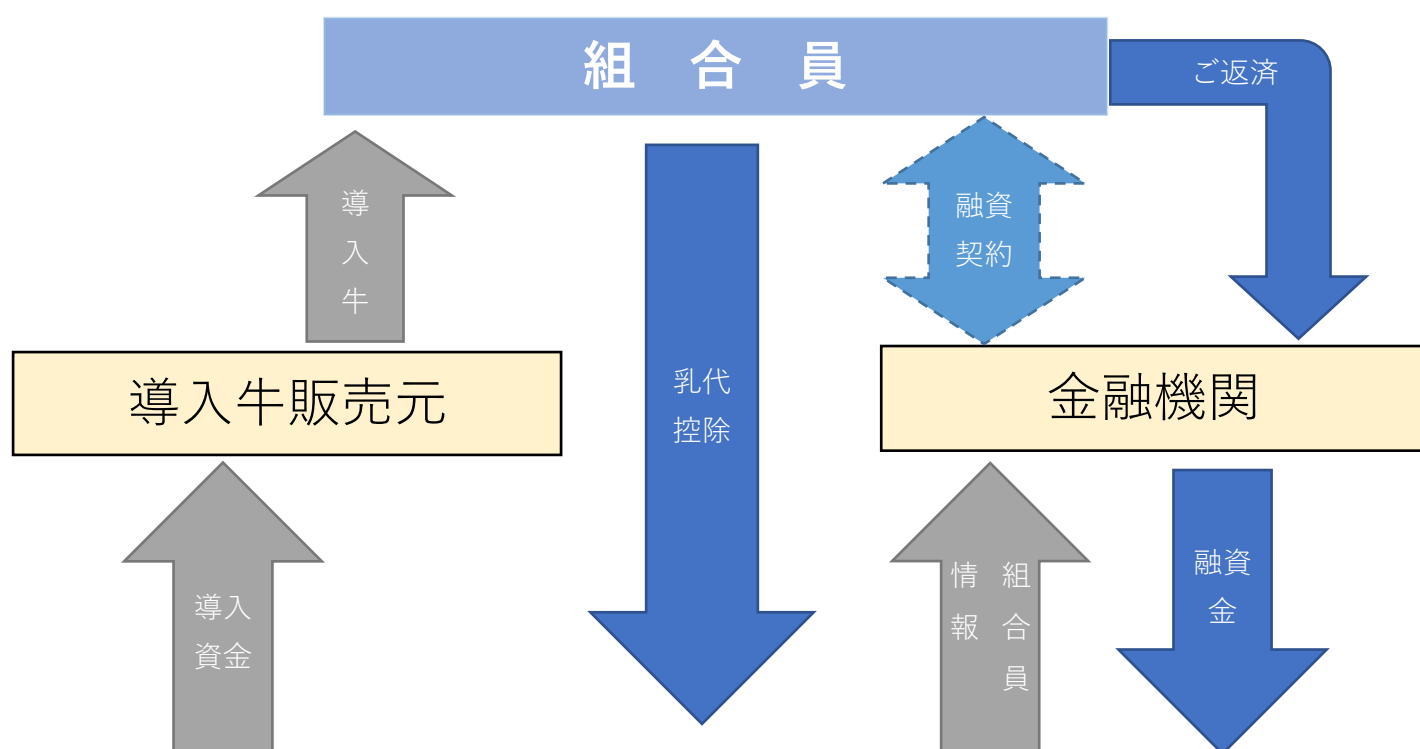 組 合 員
ご返済
導入牛
融資
契約
導入牛販売元
乳代
控除
金融機関
導入
資金
組合員
情報
融資
金